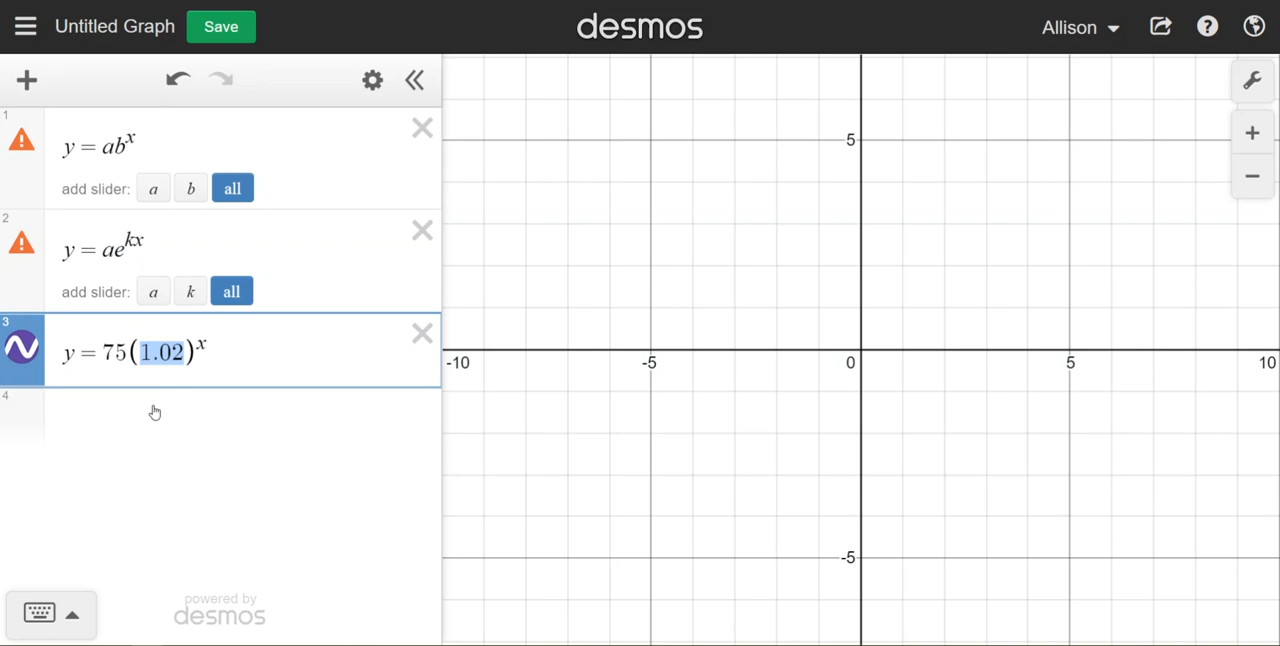 Untitled Graph Save desmos Allison
1
y = ab^x
add slider: a b all
2
y = ae^kx
add slider: a k all
3
y = 75(1.02)^x
4
powered by
desmos
5
-10 -5 0 5 10
-5